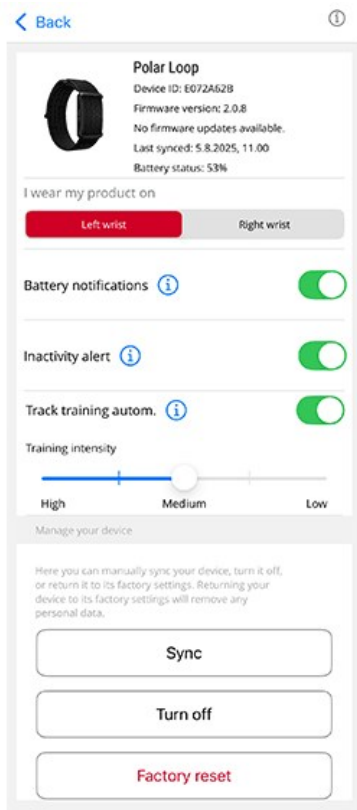 Back
Polar Loop
Device ID: E072A62B
Firmware version: 2.0.8
No firmware updates available.
Last synced: 5.8.2025, 11.00
Battery status: 53%
I wear my product on
Left wrist Right wrist
Battery notifications
Inactivity alert
Track training autom.
Training intensity
High Medium Low
Manage your device
Here you can manually sync your device, turn it off,
or return it to its factory settings. Returning your
device to its factory settings will remove any
personal data.
Sync
Turn off
Factory reset